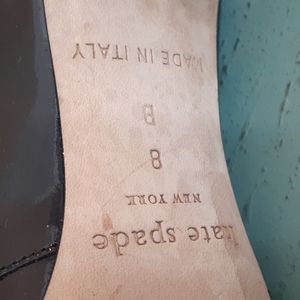 kate spade
NEW YORK
8
B
MADE IN ITALY